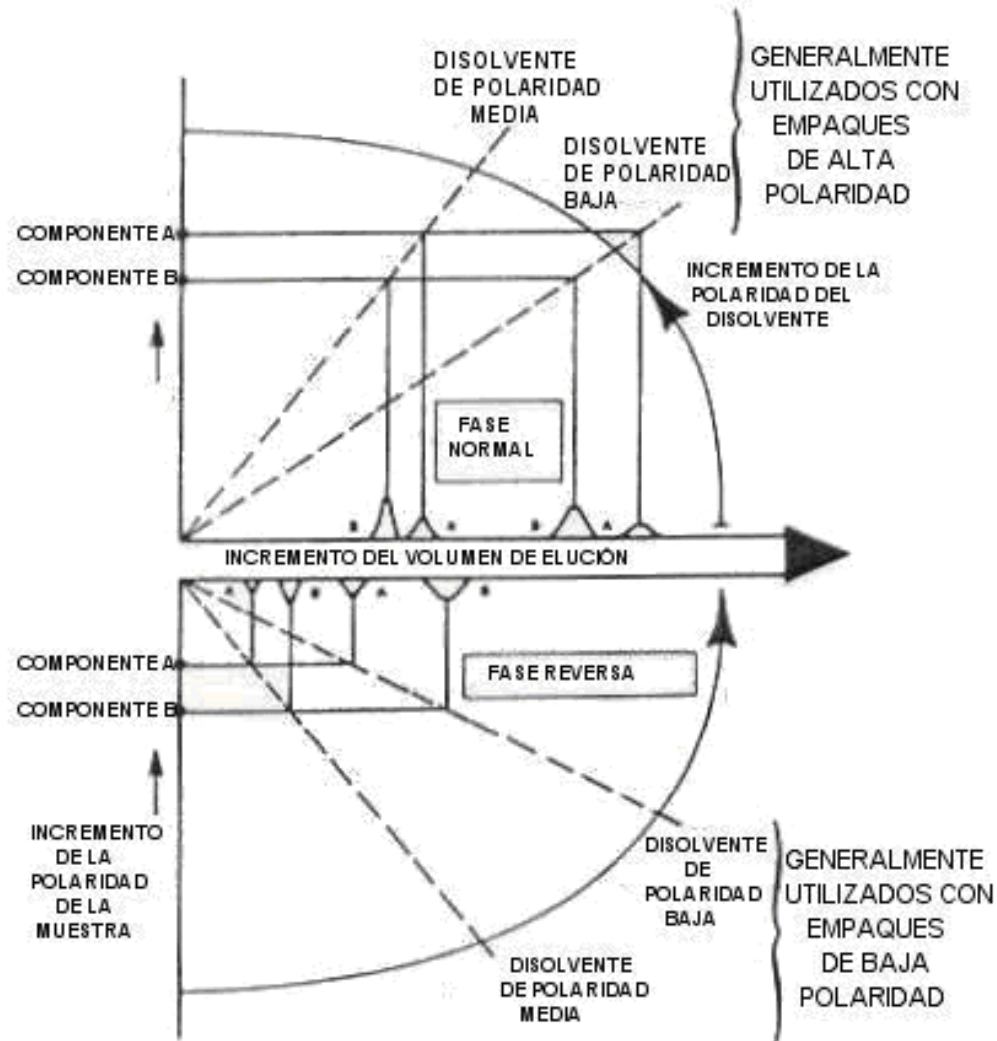 DISOLVENTE
DE POLARIDAD
MEDIA
GENERALMENTE
UTILIZADOS CON
EMPAQUES
DE ALTA
POLARIDAD
DISOLVENTE
DE POLARIDAD
BAJA
COMPONENTE A
COMPONENTE B
INCREMENTO DE LA
POLARIDAD DEL
DISOLVENTE
FASE
NORMAL
B
B
A
INCREMENTO DEL VOLUMEN DE ELUCIÓN
A
B
A
B
COMPONENTE A
COMPONENTE B
FASE REVERSA
INCREMENTO
DE LA
POLARIDAD
DE LA
MUESTRA
DISOLVENTE
DE
POLARIDAD
BAJA
GENERALMENTE
UTILIZADOS CON
EMPAQUES
DE BAJA
POLARIDAD
DISOLVENTE
DE POLARIDAD
MEDIA